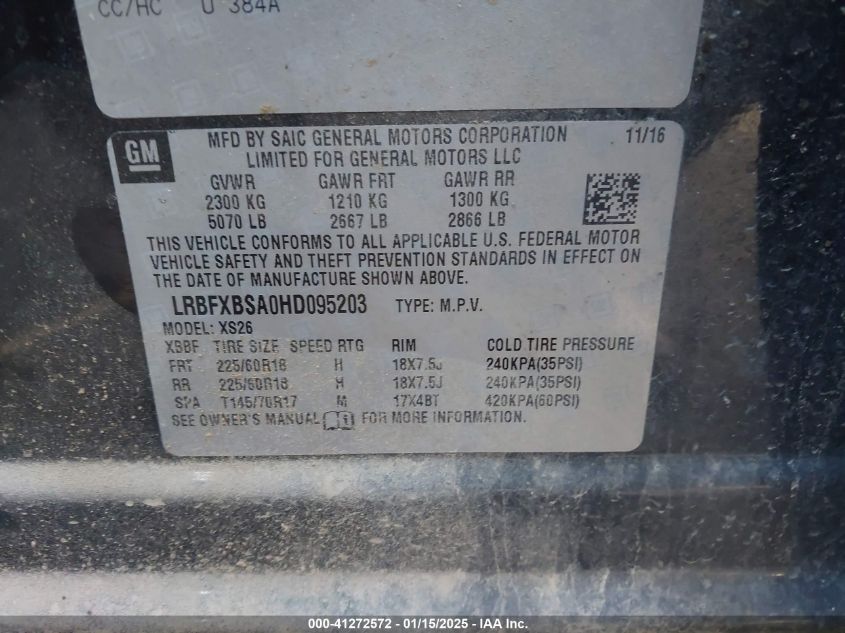 CC/HC U 384A
GM
MFD BY SAIC GENERAL MOTORS CORPORATION 11/16
LIMITED FOR GENERAL MOTORS LLC
GVWR GAWR FRT GAWR RR
2300 KG 1210 KG 1300 KG
5070 LB 2667 LB 2866 LB
THIS VEHICLE CONFORMS TO ALL APPLICABLE U.S. FEDERAL MOTOR
VEHICLE SAFETY AND THEFT PREVENTION STANDARDS IN EFFECT ON
THE DATE OF MANUFACTURE SHOWN ABOVE.
LRBFXBSA0HD095203 TYPE: M.P.V.
MODEL: XS26
XBBF TIRE SIZE SPEED RTG RIM COLD TIRE PRESSURE
FRT 225/60R18 H 18X7.5J 240KPA(35PSI)
RR 225/60R18 H 18X7.5J 240KPA(35PSI)
SPA T145/70R17 M 17X4BT 420KPA(60PSI)
SEE OWNER'S MANUAL FOR MORE INFORMATION.
000-41272572 - 01/15/2025 - IAAI Inc.